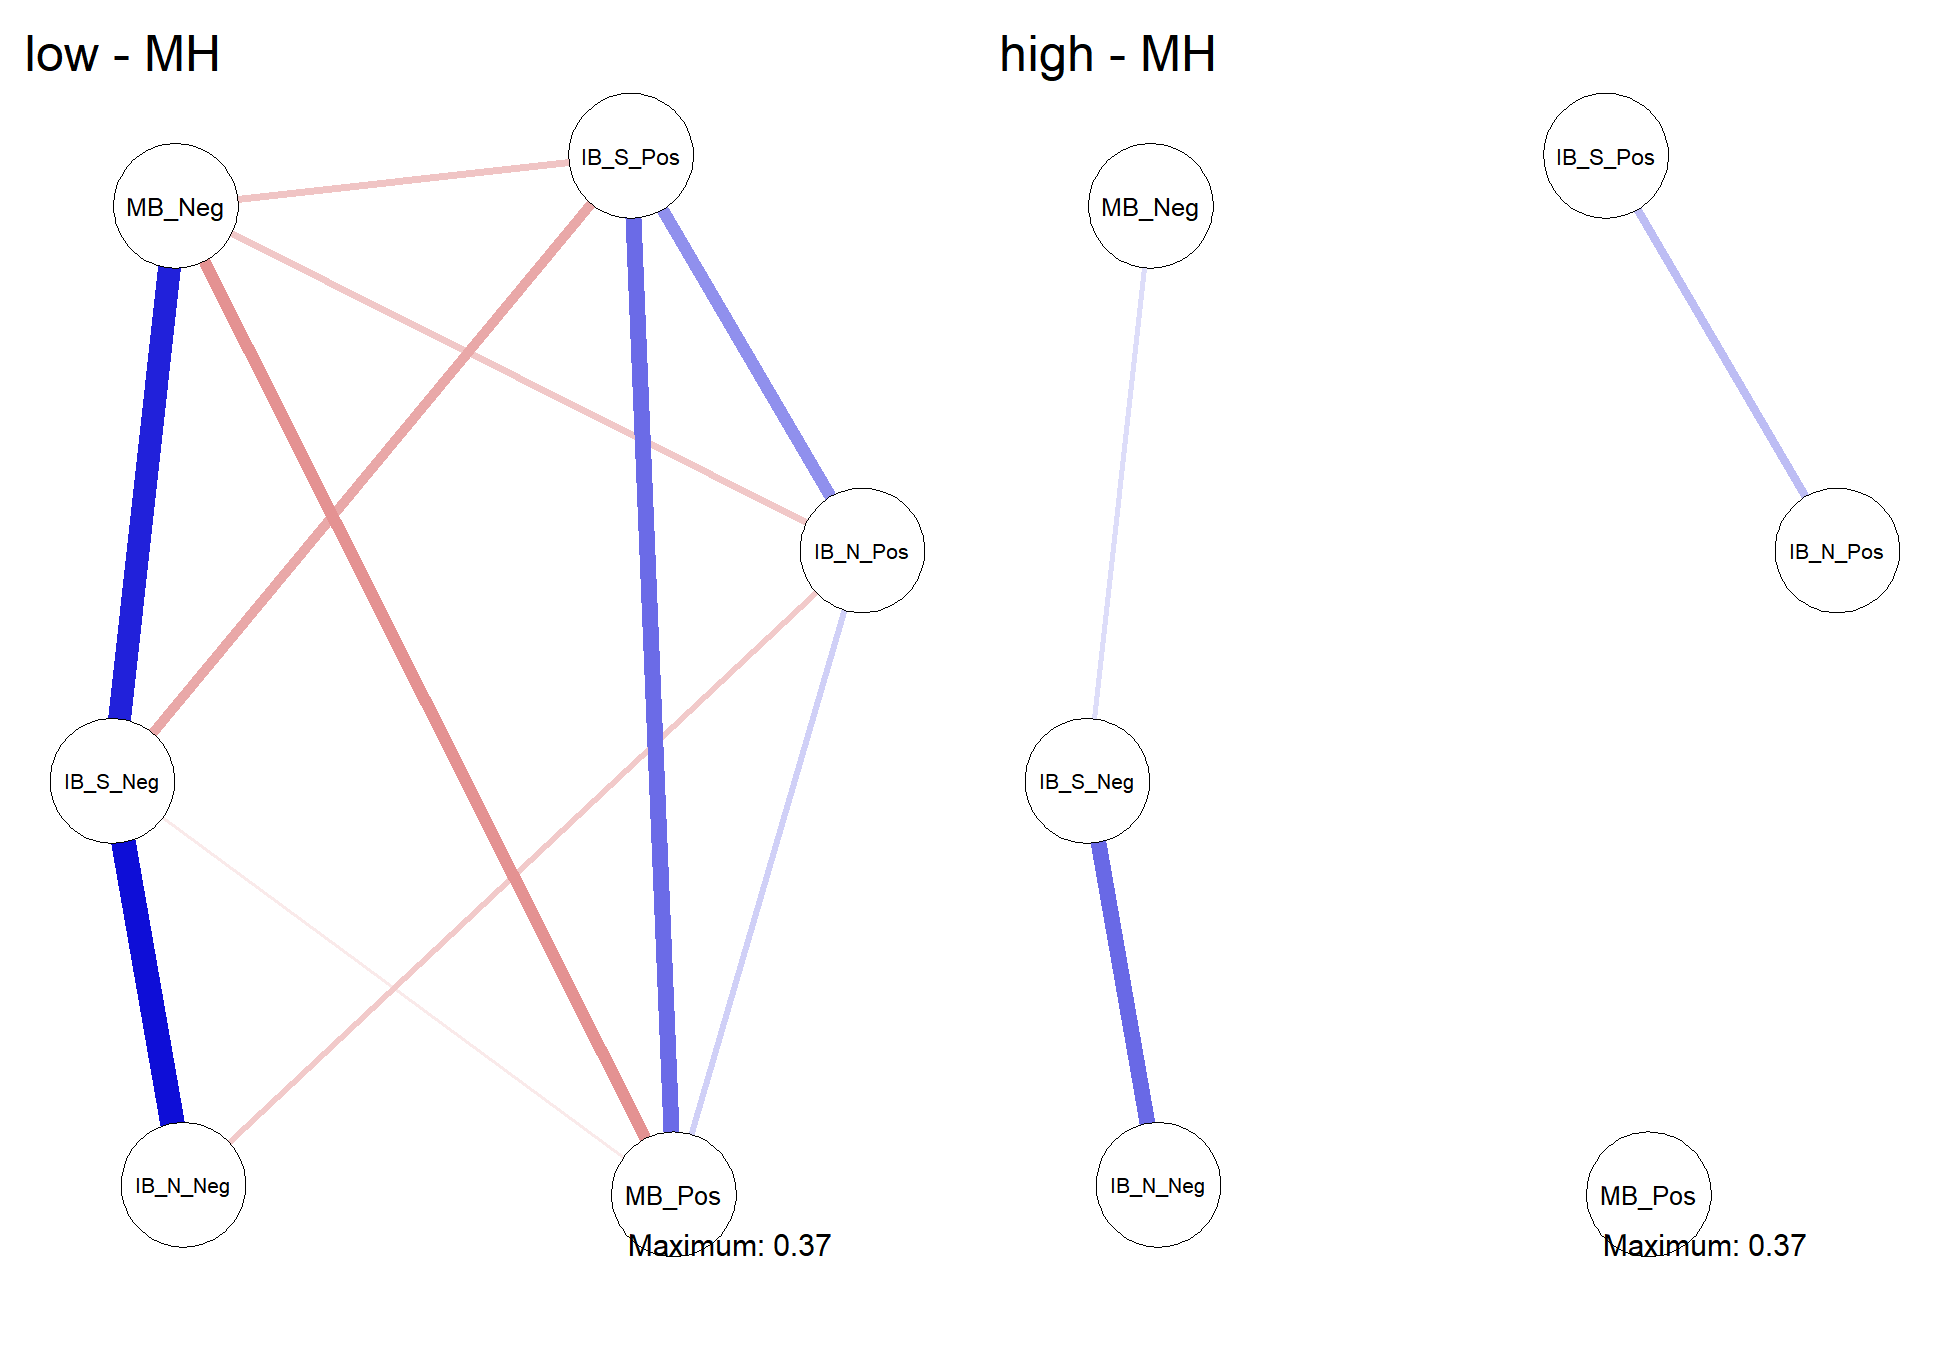 low - MH
MB_Neg
IB_S_Pos
IB_N_Pos
IB_S_Neg
IB_N_Neg
MB_Pos
Maximum: 0.37
high - MH
MB_Neg
IB_S_Pos
IB_N_Pos
IB_S_Neg
IB_N_Neg
MB_Pos
Maximum: 0.37